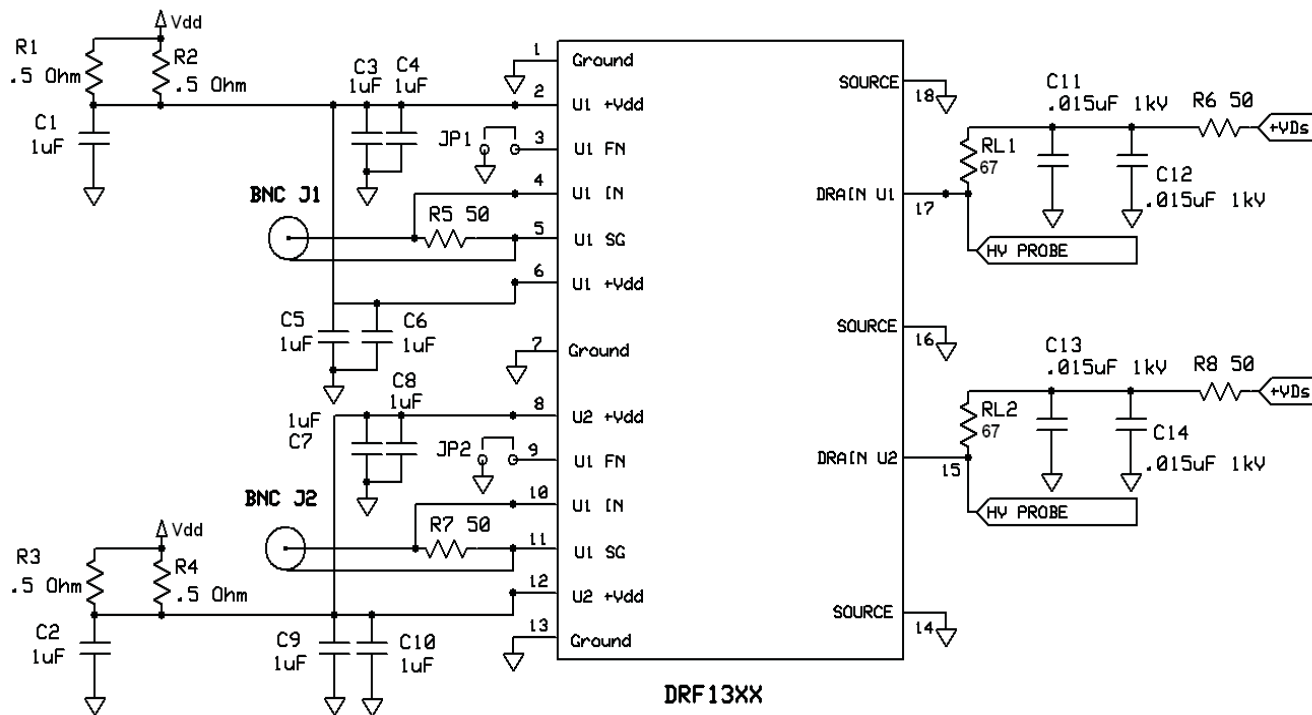 Vdd
R1
.5 Ohm
R2
.5 Ohm
C1
1uF
C3
1uF
C4
1uF
JP1
BNC J1
R5 50
C5
1uF
C6
1uF
1uF
C7
C8
1uF
JP2
BNC J2
R7 50
Vdd
R3
.5 Ohm
R4
.5 Ohm
C2
1uF
C9
1uF
C10
1uF
1 Ground
2 U1 +Vdd
3 U1 FN
4 U1 IN
5 U1 SG
6 U1 +Vdd
7 Ground
8 U2 +Vdd
9 U1 FN
10 U1 IN
11 U1 SG
12 U2 +Vdd
13 Ground
SOURCE 18
DRAIN U1 17
SOURCE 16
DRAIN U2 15
SOURCE 14
C11
.015uF 1kV
R6 50
+VDs
RL1
67
C12
.015uF 1kV
HV PROBE
C13
.015uF 1kV
R8 50
+VDs
RL2
67
C14
.015uF 1kV
HV PROBE
DRF13XX